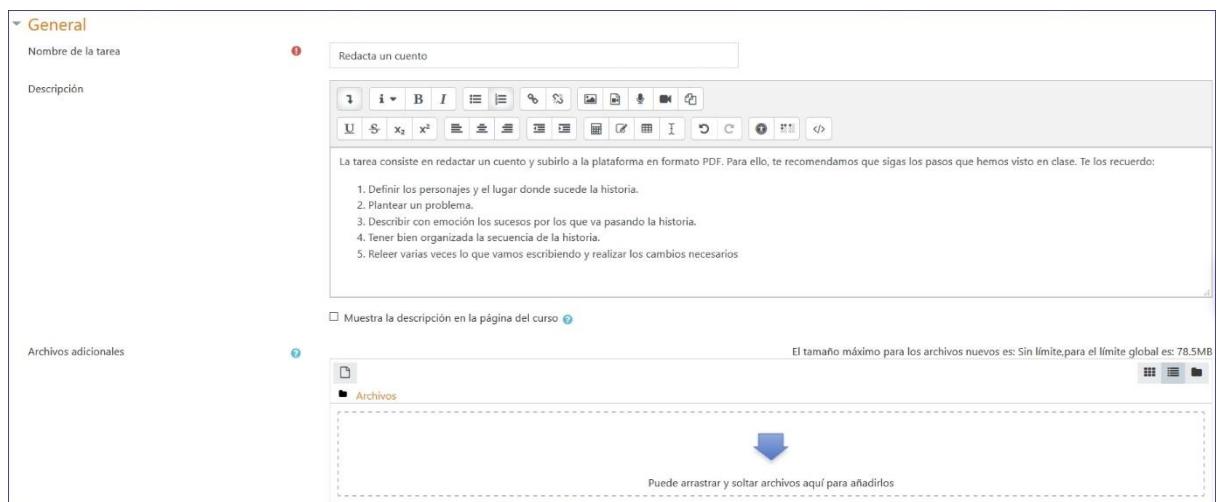 General
Nombre de la tarea
Redacta un cuento
Descripción
La tarea consiste en redactar un cuento y subirlo a la plataforma en formato PDF. Para ello, te recomendamos que sigas los pasos que hemos visto en clase. Te los recuerdo:
1. Definir los personajes y el lugar donde sucede la historia.
2. Plantear un problema.
3. Describir con emoción los sucesos por los que va pasando la historia.
4. Tener bien organizada la secuencia de la historia.
5. Releer varias veces lo que vamos escribiendo y realizar los cambios necesarios
Muestra la descripción en la página del curso
Archivos adicionales
El tamaño máximo para los archivos nuevos es: Sin límite,para el límite global es: 78.5MB
Archivos
Puede arrastrar y soltar archivos aquí para añadirlos